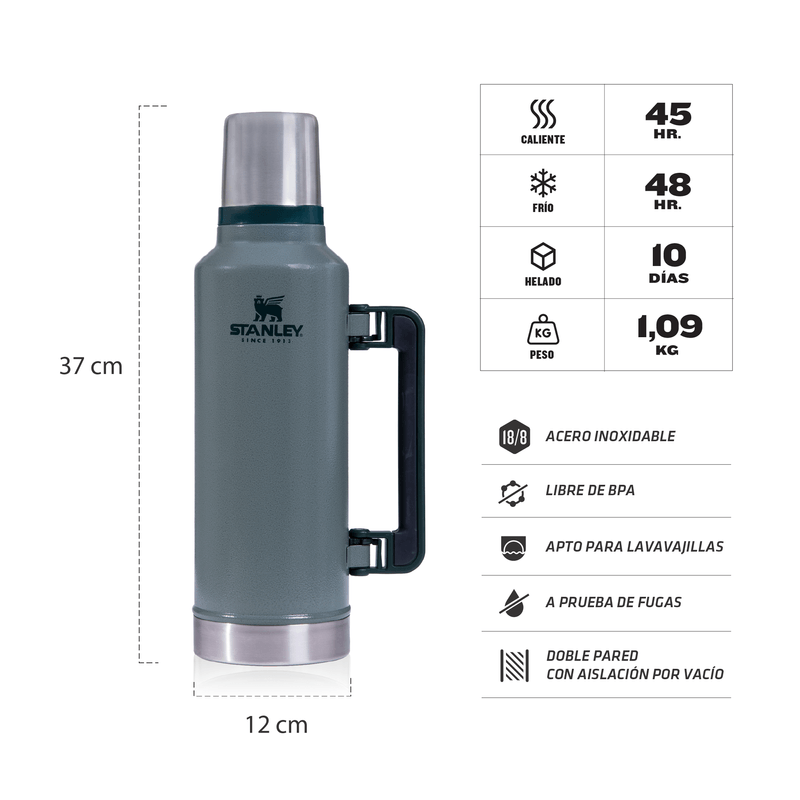 CALIENTE
45
HR.
FRÍO
48
HR.
HELADO
10
DÍAS
KG
PESO
1,09
KG
STANLEY®
SINCE 1913
37 cm
12 cm
18/8
ACERO INOXIDABLE
LIBRE DE BPA
APTO PARA LAVAVAJILLAS
A PRUEBA DE FUGAS
DOBLE PARED
CON AISLACIÓN POR VACÍO